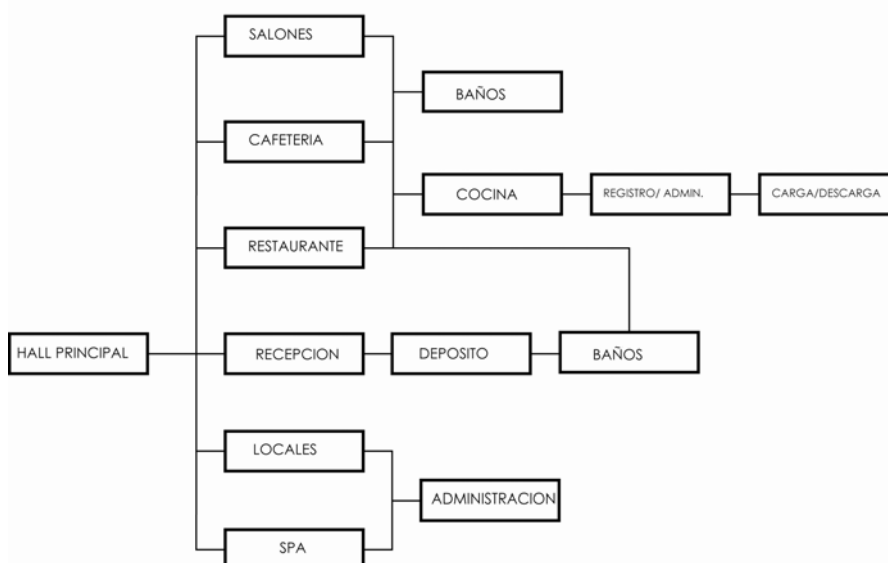 SALONES
BAÑOS
CAFETERIA
COCINA
REGISTRO/ ADMIN.
CARGA/DESCARGA
RESTAURANTE
HALL PRINCIPAL
RECEPCION
DEPOSITO
BAÑOS
LOCALES
ADMINISTRACION
SPA